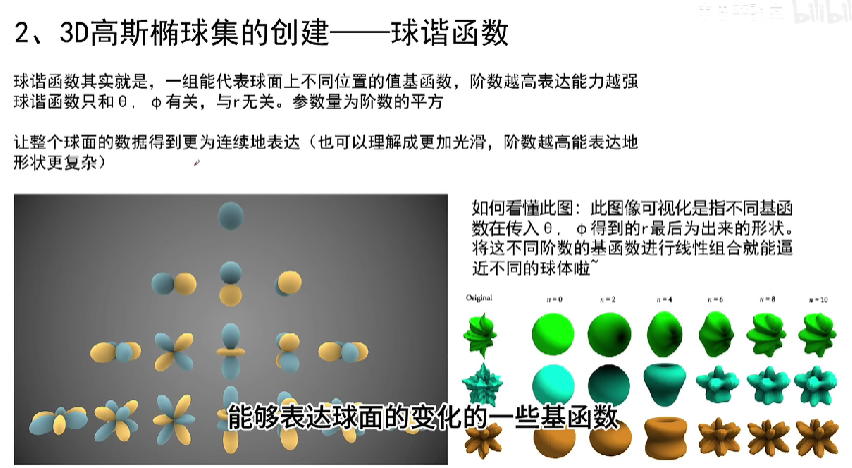 2、3D高斯椭球集的创建——球谐函数
球谐函数其实就是，一组能代表球面上不同位置的值基函数，阶数越高表达能力越强
球谐函数只和θ，φ有关，与r无关。参数量为阶数的平方
让整个球面的数据得到更为连续地表达（也可以理解成更加光滑，阶数越高能表达地
形状更复杂）
如何看懂此图：此图像可视化是指不同基函
数在传入θ，φ得到的r最后为出来的形状。
将这不同阶数的基函数进行线性组合就能逼
近不同的球体啦~
Original n=0 n=2 n=4 n=6 n=8 n=10
能够表达球面的变化的一些基函数
bilibili